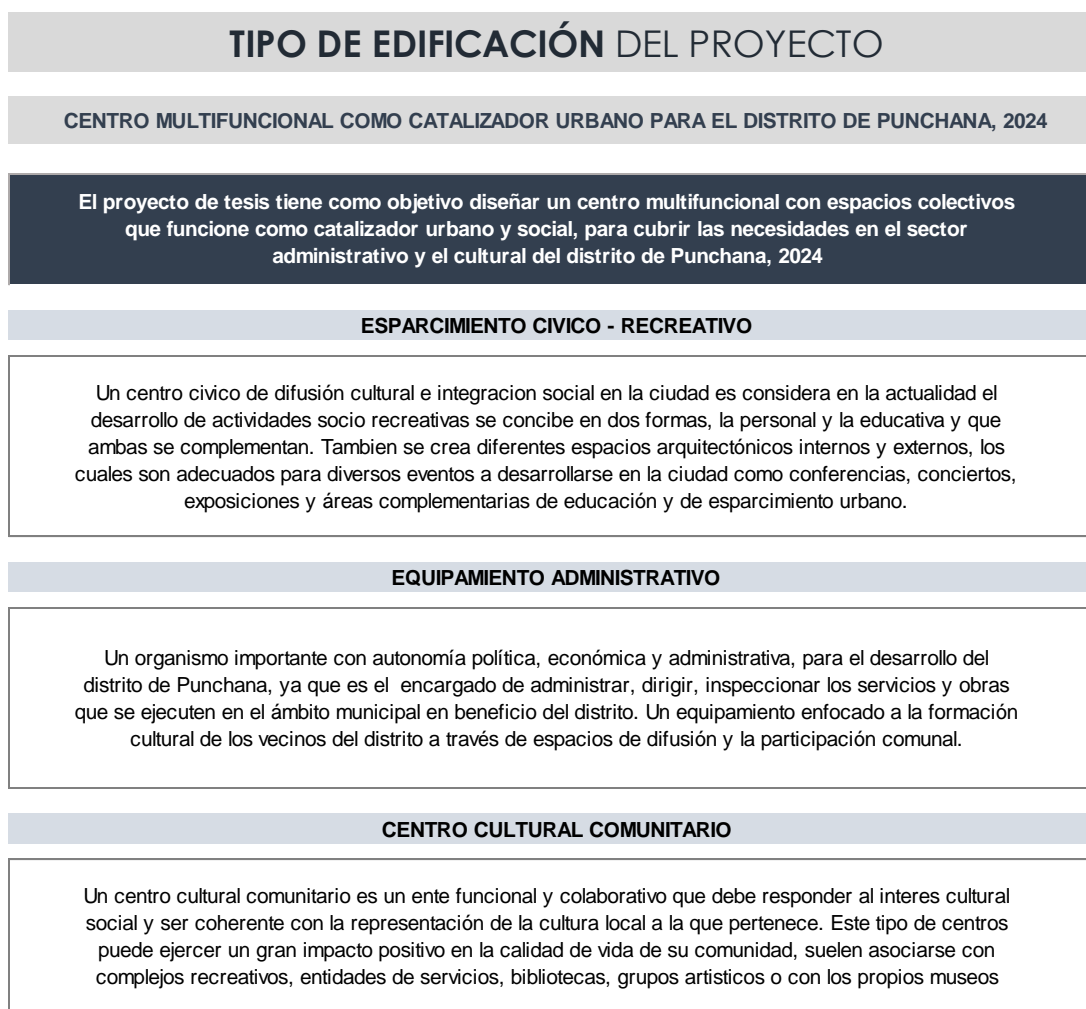 TIPO DE EDIFICACIÓN DEL PROYECTO
CENTRO MULTIFUNCIONAL COMO CATALIZADOR URBANO PARA EL DISTRITO DE PUNCHANA, 2024
El proyecto de tesis tiene como objetivo diseñar un centro multifuncional con espacios colectivos
que funcione como catalizador urbano y social, para cubrir las necesidades en el sector
administrativo y el cultural del distrito de Punchana, 2024
ESPARCIMIENTO CIVICO - RECREATIVO
Un centro civico de difusión cultural e integracion social en la ciudad es considera en la actualidad el
desarrollo de actividades socio recreativas se concibe en dos formas, la personal y la educativa y que
ambas se complementan. Tambien se crea diferentes espacios arquitectónicos internos y externos, los
cuales son adecuados para diversos eventos a desarrollarse en la ciudad como conferencias, conciertos,
exposiciones y áreas complementarias de educación y de esparcimiento urbano.
EQUIPAMIENTO ADMINISTRATIVO
Un organismo importante con autonomía política, económica y administrativa, para el desarrollo del
distrito de Punchana, ya que es el encargado de administrar, dirigir, inspeccionar los servicios y obras
que se ejecuten en el ámbito municipal en beneficio del distrito. Un equipamiento enfocado a la formación
cultural de los vecinos del distrito a través de espacios de difusión y la participación comunal.
CENTRO CULTURAL COMUNITARIO
Un centro cultural comunitario es un ente funcional y colaborativo que debe responder al interes cultural
social y ser coherente con la representación de la cultura local a la que pertenece. Este tipo de centros
puede ejercer un gran impacto positivo en la calidad de vida de su comunidad, suelen asociarse con
complejos recreativos, entidades de servicios, bibliotecas, grupos artisticos o con los propios museos